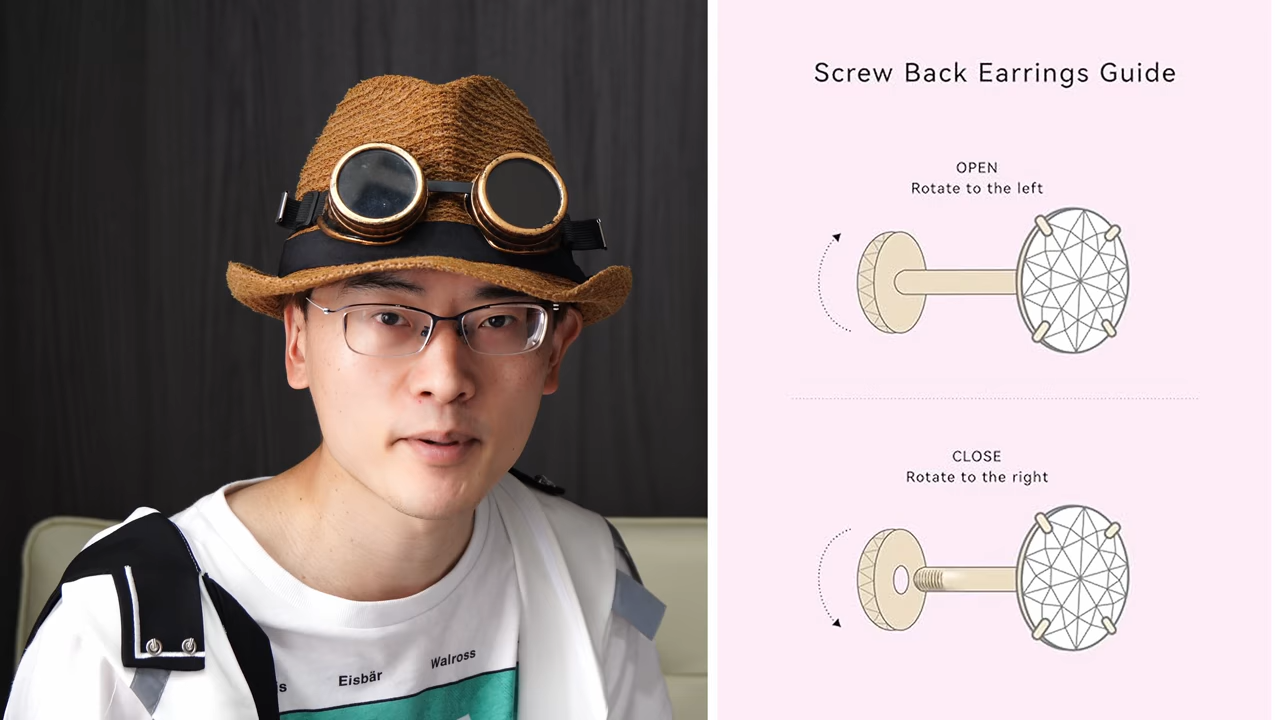 Screw Back Earrings Guide
OPEN
Rotate to the left
CLOSE
Rotate to the right
Walross
Eisbär